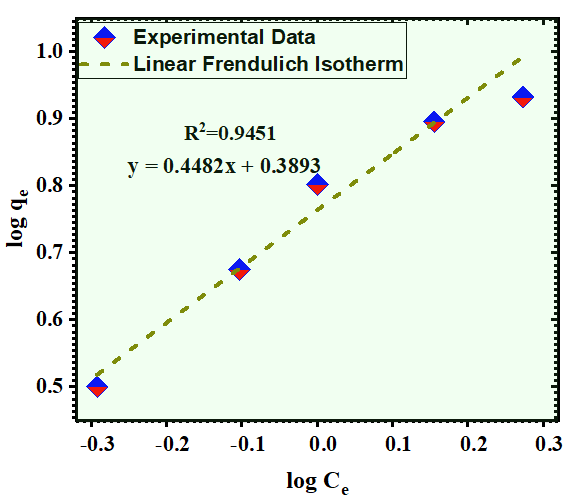 Experimental Data
Linear Frendulich Isotherm
R²=0.9451
y = 0.4482x + 0.3893
log qₑ
1.0
0.9
0.8
0.7
0.6
0.5
-0.3 -0.2 -0.1 0.0 0.1 0.2 0.3
log Cₑ